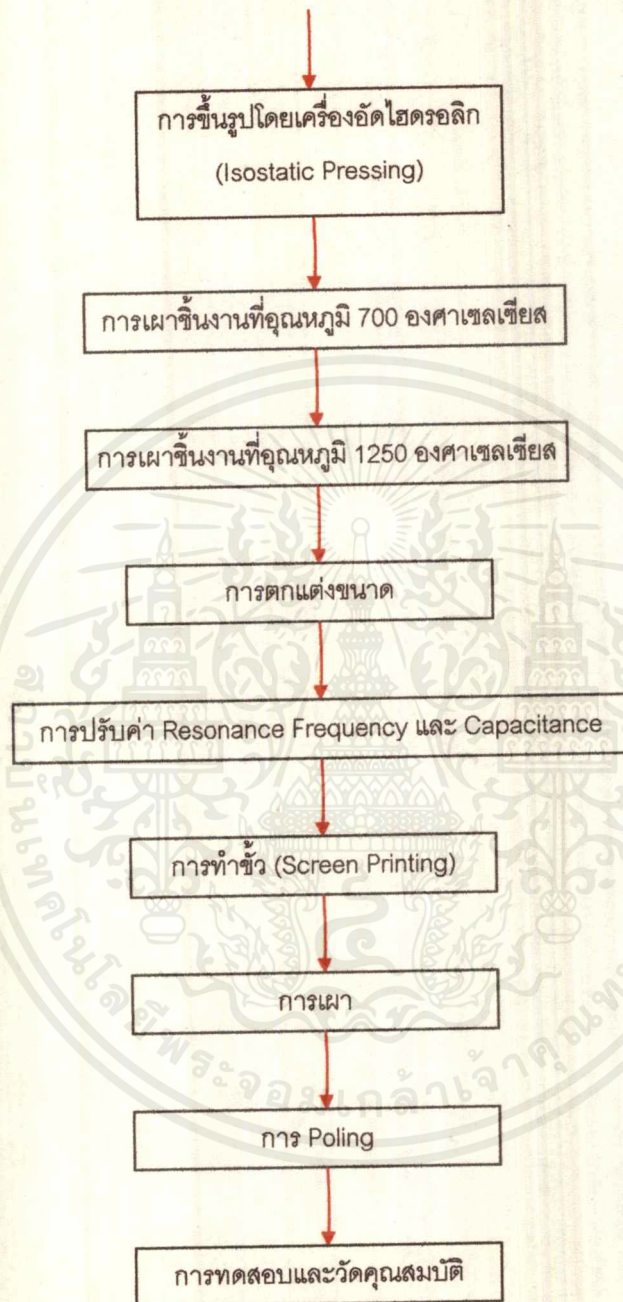 การขึ้นรูปโดยเครื่องอัดไฮดรอลิก
(Isostatic Pressing)
การเผาชิ้นงานที่อุณหภูมิ 700 องศาเซลเซียส
การเผาชิ้นงานที่อุณหภูมิ 1250 องศาเซลเซียส
การตกแต่งขนาด
การปรับค่า Resonance Frequency และ Capacitance
การทำขั้ว (Screen Printing)
การเผา
การ Poling
การทดสอบและวัดคุณสมบัติ